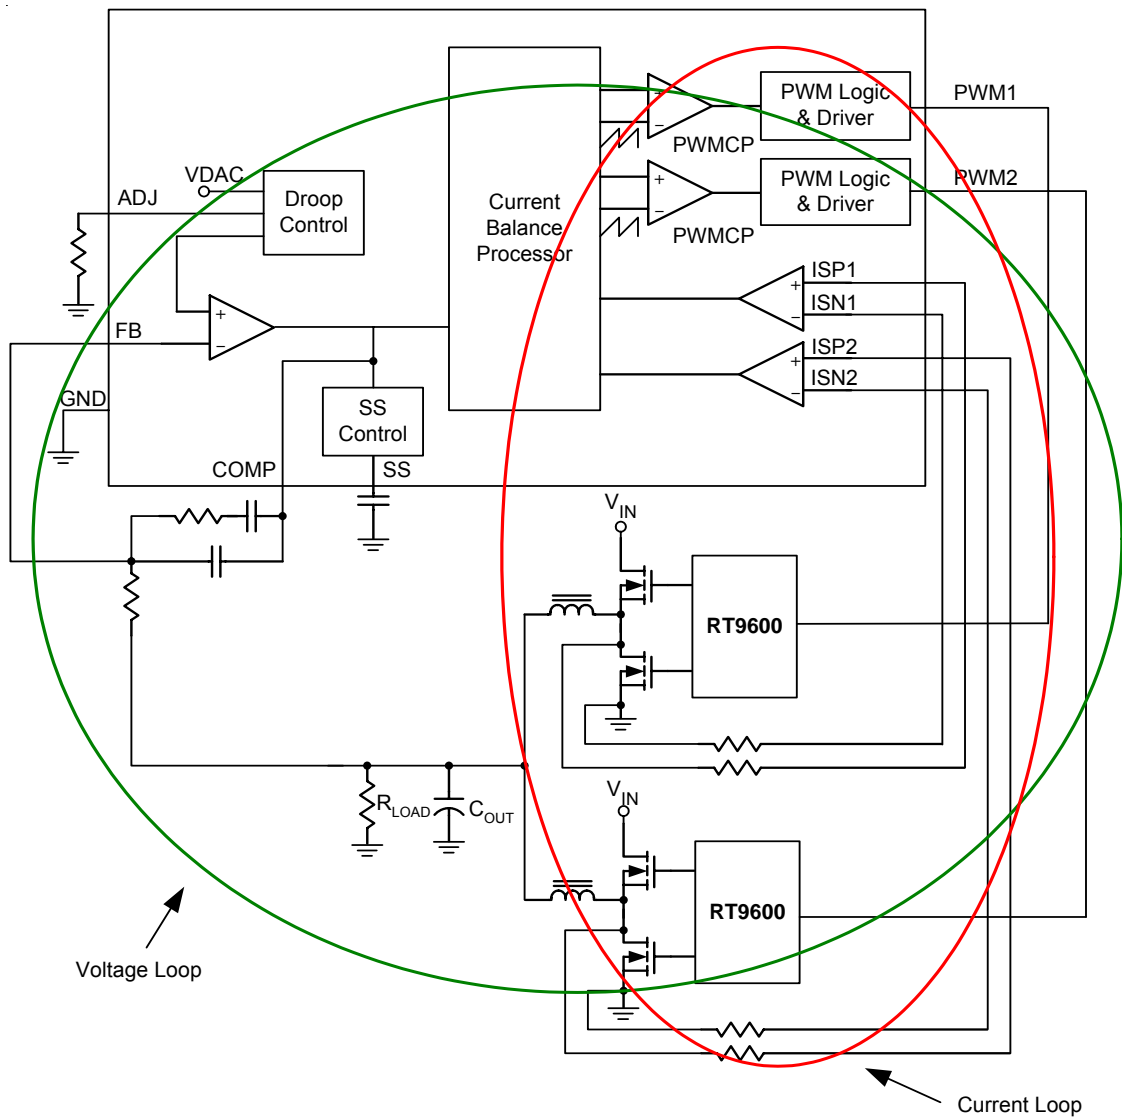 PWM Logic
& Driver
PWM1
PWMCP
VDAC
ADJ
Droop
Control
PWM Logic
& Driver
PWM2
Current
Balance
Processor
PWMCP
+
−
+
−
ISP1
+
ISN1
−
FB
+
−
ISP2
+
ISN2
−
GND
SS
Control
COMP
SS
VIN
RT9600
RLOAD
COUT
VIN
RT9600
Voltage Loop
Current Loop